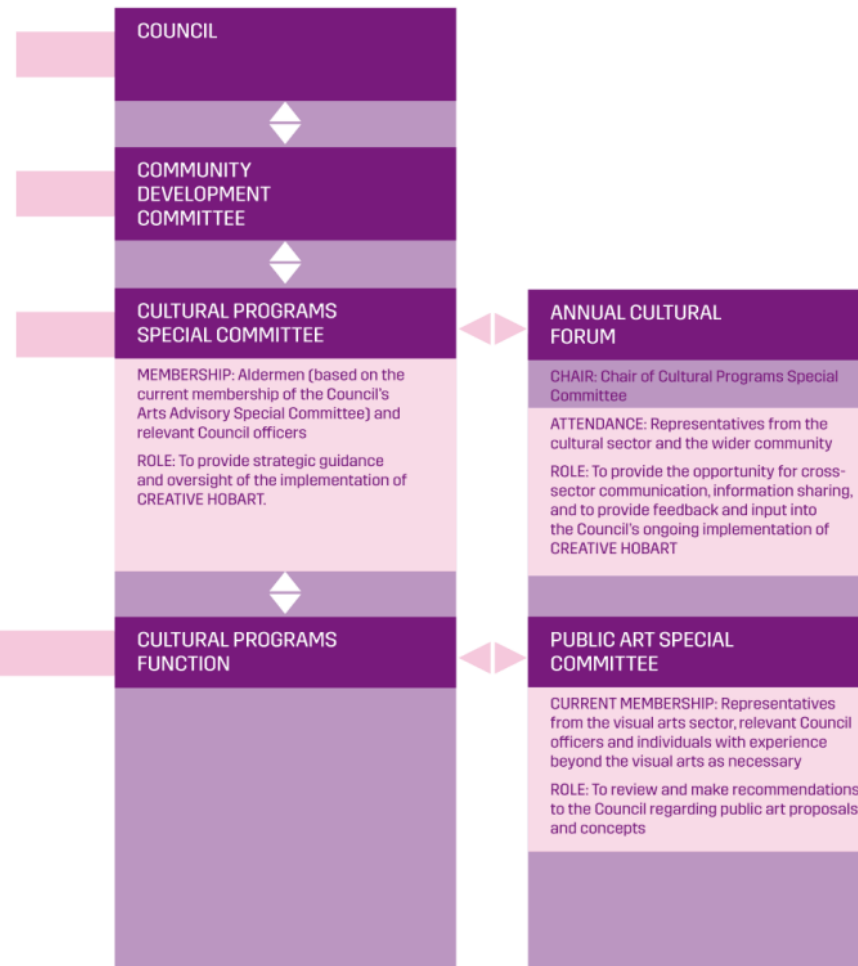 COUNCIL
COMMUNITY
DEVELOPMENT
COMMITTEE
CULTURAL PROGRAMS
SPECIAL COMMITTEE
MEMBERSHIP: Aldermen (based on the
current membership of the Council's
Arts Advisory Special Committee) and
relevant Council officers
ROLE: To provide strategic guidance
and oversight of the implementation of
CREATIVE HOBART.
ANNUAL CULTURAL
FORUM
CHAIR: Chair of Cultural Programs Special
Committee
ATTENDANCE: Representatives from the
cultural sector and the wider community
ROLE: To provide the opportunity for cross-
sector communication, information sharing,
and to provide feedback and input into
the Council's ongoing implementation of
CREATIVE HOBART
CULTURAL PROGRAMS
FUNCTION
PUBLIC ART SPECIAL
COMMITTEE
CURRENT MEMBERSHIP: Representatives
from the visual arts sector, relevant Council
officers and individuals with experience
beyond the visual arts as necessary
ROLE: To review and make recommendations
to the Council regarding public art proposals
and concepts